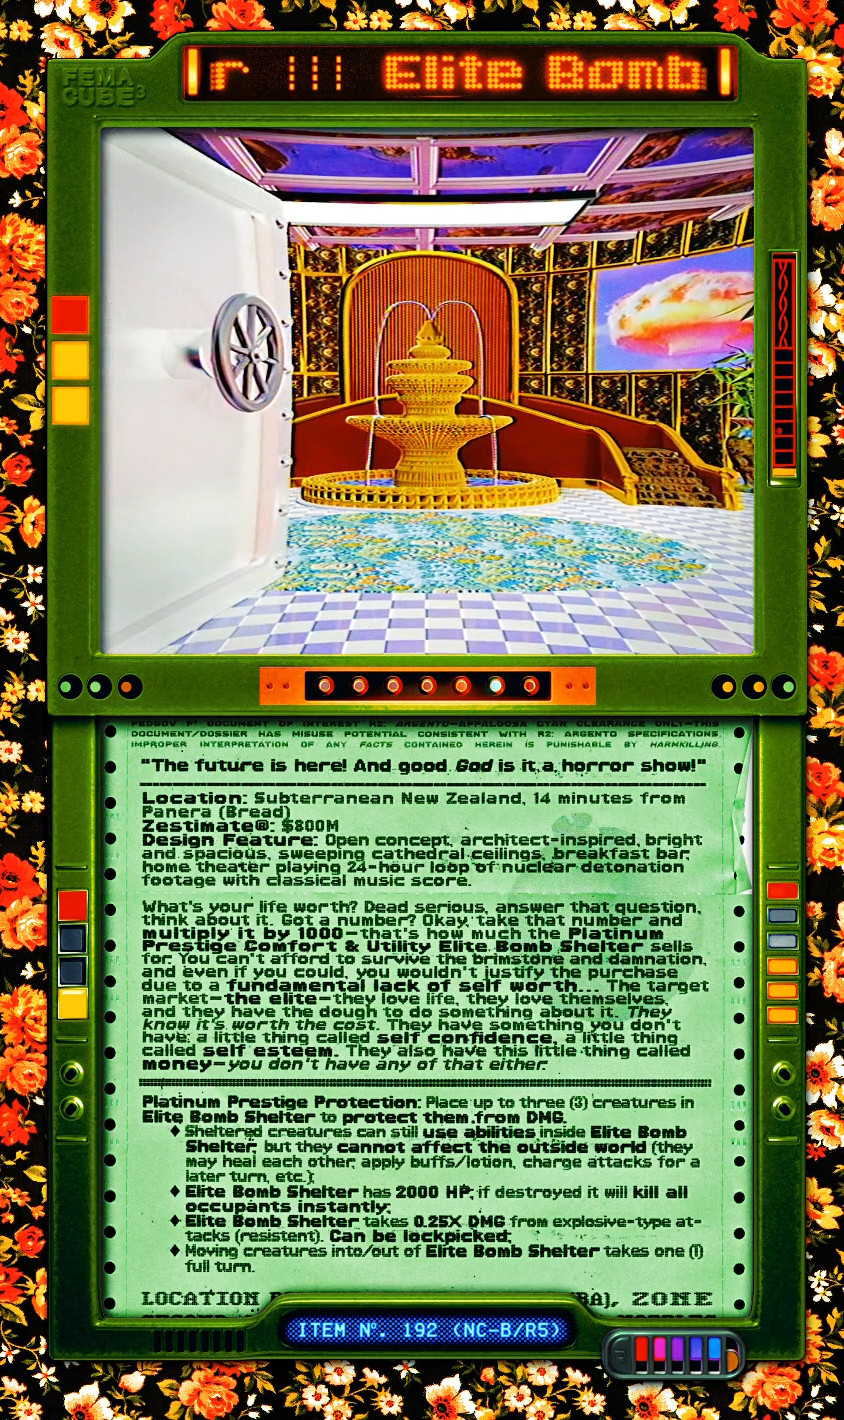 FEMA
CUBE³
r ||| Elite Bomb
PEDGOV P² DOCUMENT OF INTEREST R2: ARGENTO-APPALOOSA CYAN CLEARANCE ONLY—THIS
DOCUMENT/DOSSIER HAS MISUSE POTENTIAL CONSISTENT WITH R2: ARGENTO SPECIFICATIONS.
IMPROPER INTERPRETATION OF ANY FACTS CONTAINED HEREIN IS PUNISHABLE BY HARMKILLING.
"The future is here! And good God is it a horror show!"
Location: Subterranean New Zealand, 14 minutes from
Panera (Bread)
Zestimate®: $800M
Design Feature: Open concept, architect-inspired, bright
and spacious, sweeping cathedral ceilings, breakfast bar,
home theater playing 24-hour loop of nuclear detonation
footage with classical music score.
What's your life worth? Dead serious, answer that question,
think about it. Got a number? Okay, take that number and
multiply it by 1000—that's how much the Platinum
Prestige Comfort & Utility Elite Bomb Shelter sells
for. You can't afford to survive the brimstone and damnation,
and even if you could, you wouldn't justify the purchase
due to a fundamental lack of self worth... The target
market—the elite—they love life, they love themselves,
and they have the dough to do something about it. They
know it's worth the cost. They have something you don't
have: a little thing called self confidence, a little thing
called self esteem. They also have this little thing called
money—you don't have any of that either.
Platinum Prestige Protection: Place up to three (3) creatures in
Elite Bomb Shelter to protect them from DMG.
♦ Sheltered creatures can still use abilities inside Elite Bomb
Shelter, but they cannot affect the outside world (they
may heal each other, apply buffs/lotion, charge attacks for a
later turn, etc.);
♦ Elite Bomb Shelter has 2000 HP; if destroyed it will kill all
occupants instantly;
♦ Elite Bomb Shelter takes 0.25X DMG from explosive-type at-
tacks (resistent). Can be lockpicked;
♦ Moving creatures into/out of Elite Bomb Shelter takes one (1)
full turn.
LOCATION ZONE
ITEM Nº. 192 (NC-B/R5)